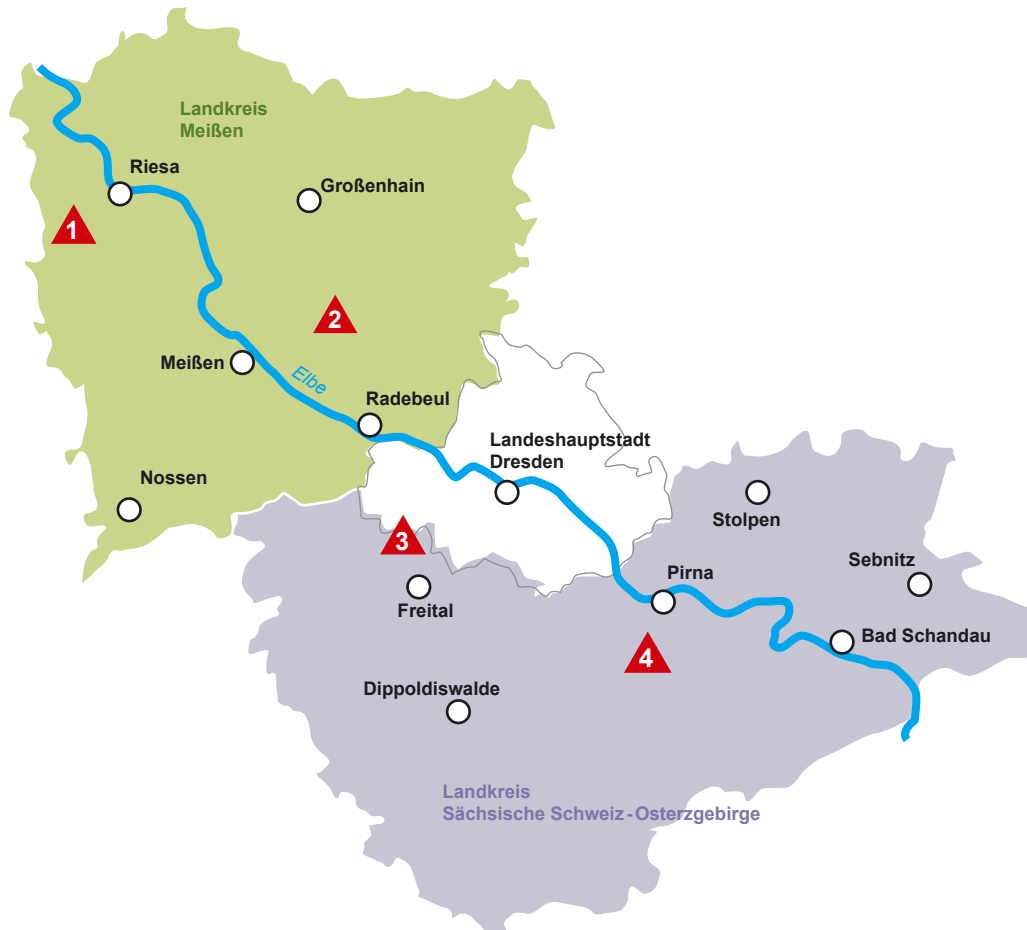 Landkreis
Meißen
Riesa
Großenhain
1
2
Meißen
Elbe
Radebeul
Landeshauptstadt
Dresden
Nossen
Stolpen
3
Sebnitz
Pirna
Freital
Bad Schandau
4
Dippoldiswalde
Landkreis
Sächsische Schweiz-Osterzgebirge